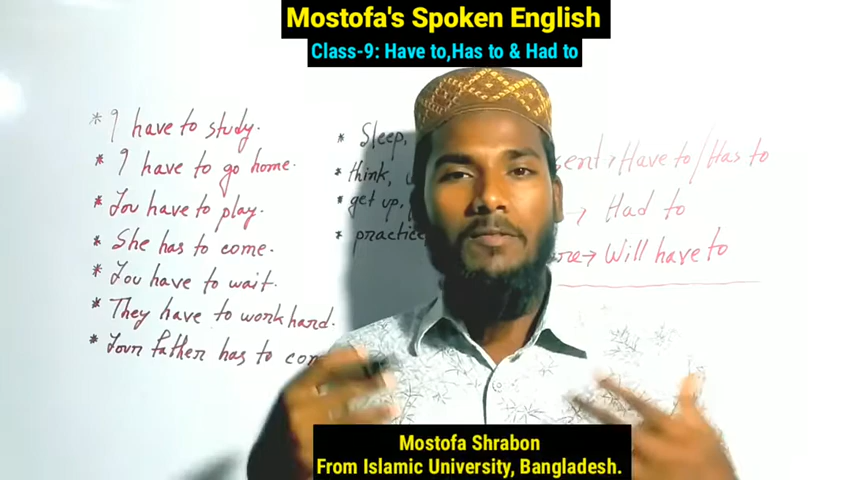 Mostofa's Spoken English
Class-9: Have to,Has to & Had to
* I have to study.
* I have to go home.
* You have to play.
* She has to come.
* You have to wait.
* They have to work hard.
* Your father has to com
* Sleep,
* think,
* get up,
* practice
sent → Have to/Has to
→ Had to
ure → Will have to
Mostofa Shrabon
From Islamic University, Bangladesh.